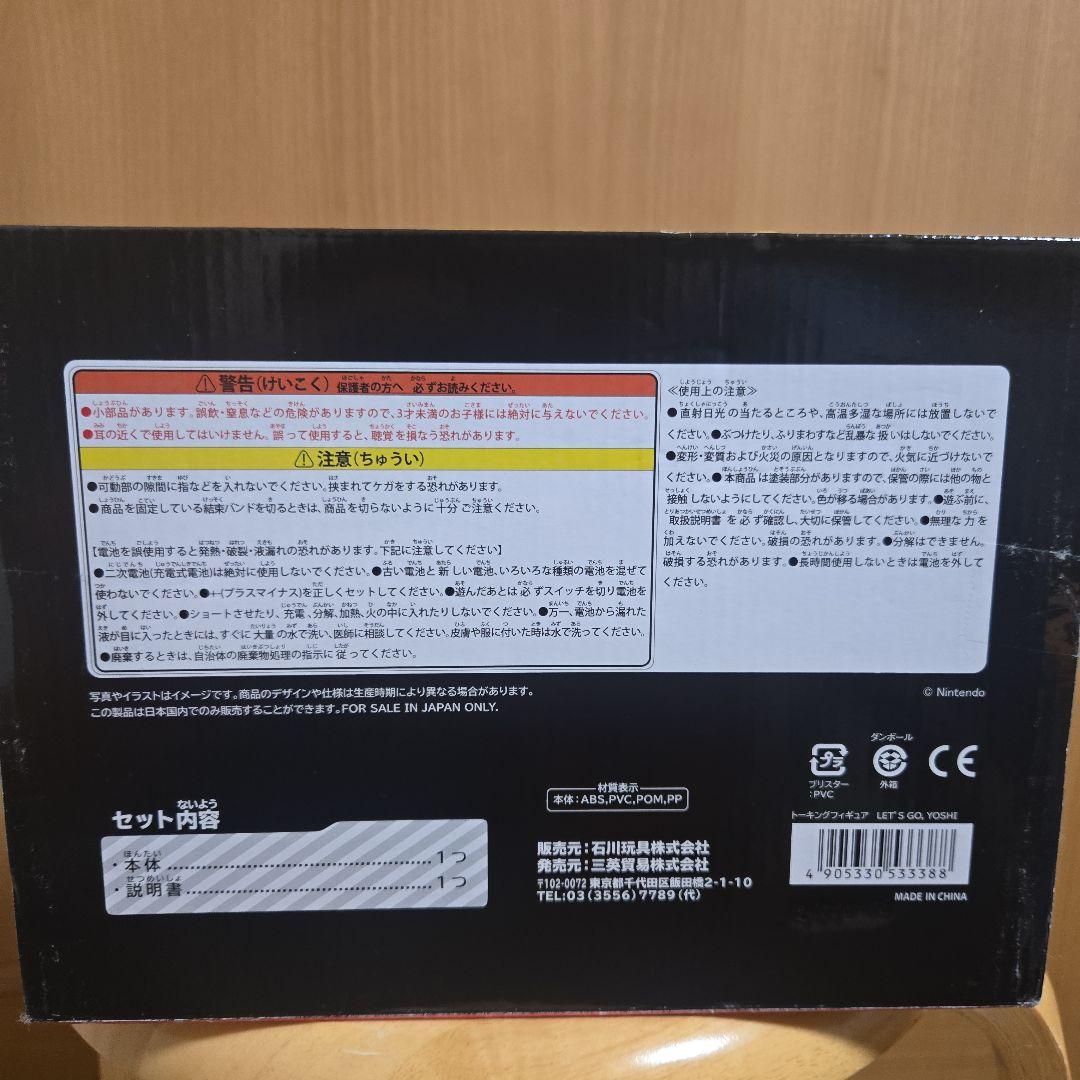 ⚠警告(けいこく) 保護者の方へ 必ずお読みください。
●小部品があります。誤飲・窒息などの危険がありますので、3才未満のお子様には絶対に与えないでください。
●耳の近くで使用してはいけません。誤って使用すると、聴覚を損なう恐れがあります。
⚠注意(ちゅうい)
●可動部の隙間に指などを入れないでください。挟まれてケガをする恐れがあります。
●商品を固定している結束バンドを切るときは、商品を切らないように十分ご注意ください。
【電池を誤使用すると発熱・破裂・液漏れの恐れがあります。下記に注意してください】
●二次電池(充電式電池)は絶対に使用しないでください。●古い電池と新しい電池、いろいろな種類の電池を混ぜて
使わないでください。●+-(プラスマイナス)を正しくセットしてください。●遊んだあとは必ずスイッチを切り電池を
外してください。●ショートさせたり、充電、分解、加熱、火の中に入れたりしないでください。●万一、電池から漏れた
液が目に入ったときには、すぐに大量の水で洗い、医師に相談してください。皮膚や服に付いた時は水で洗ってください。
●廃棄するときは、自治体の廃棄物処理の指示に従ってください。
≪使用上の注意≫
●直射日光の当たるところや、高温多湿な場所には放置しないで
ください。●ぶつけたり、ふりまわすなど乱暴な扱いはしないでください。
●変形・変質および火災の原因となりますので、火気に近づけないで
ください。●本商品は塗装部分がありますので、保管の際には他の物と
接触しないようにしてください。色が移る場合があります。●遊ぶ前に、
取扱説明書を必ず確認し、大切に保管してください。●無理な力を
加えないでください。破損の恐れがあります。●分解はできません。
破損する恐れがあります。●長時間使用しないときは電池を外して
ください。
写真やイラストはイメージです。商品のデザインや仕様は生産時期により異なる場合があります。
この製品は日本国内でのみ販売することができます。FOR SALE IN JAPAN ONLY.
© Nintendo
プラ
ブリスター
:PVC
ダンボール
外箱
CE
材質表示
本体:ABS,PVC,POM,PP
セット内容
・本体 1つ
・説明書 1つ
販売元:石川玩具株式会社
発売元:三英貿易株式会社
〒102-0072 東京都千代田区飯田橋2-1-10
TEL:03(3556)7789(代)
トーキングフィギュア LET'S GO, YOSHI
4 905330 533388
MADE IN CHINA